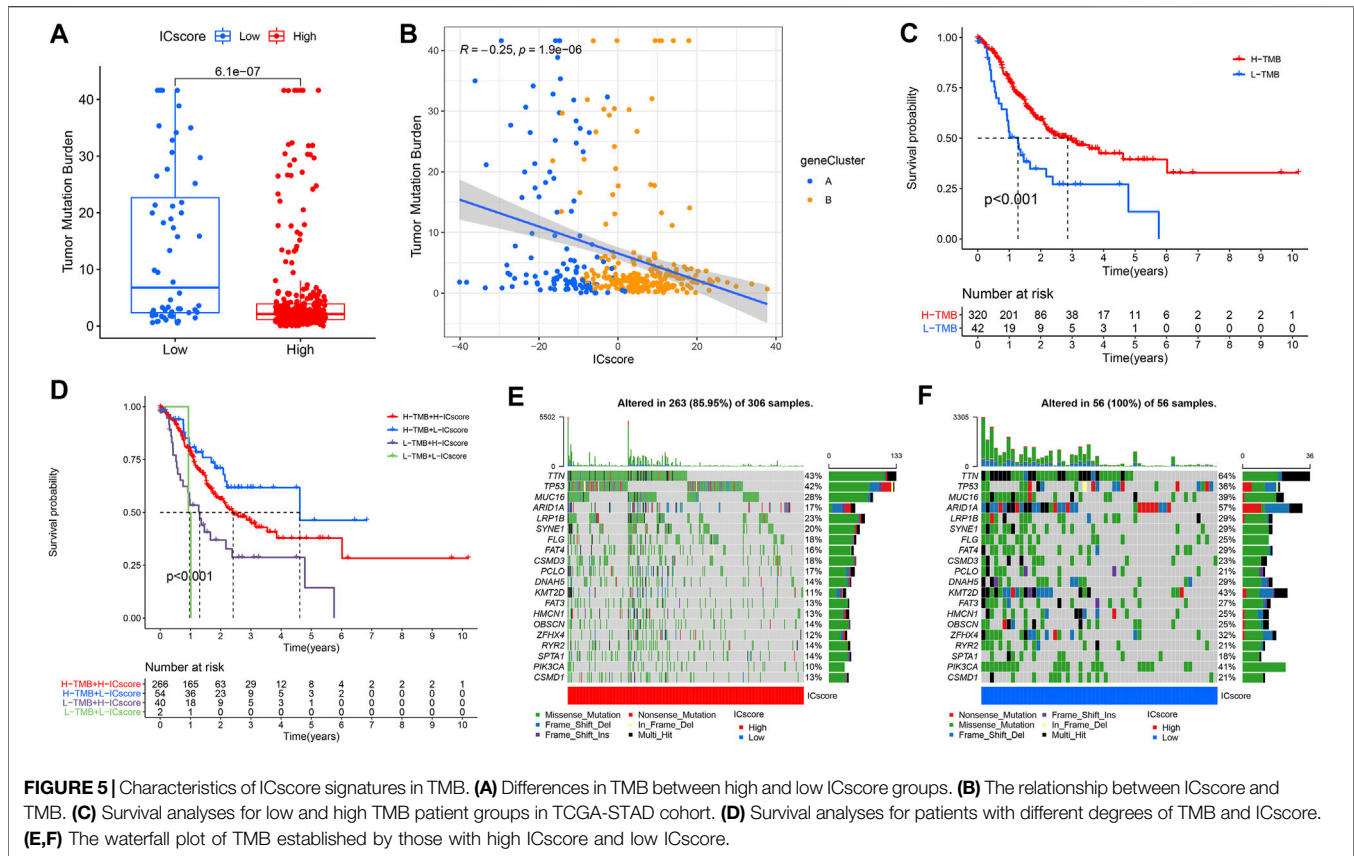 A
ICscore Low High
6.1e−07
Tumor Mutation Burden
40
30
20
10
0
Low High
B
R = −0.25, p = 1.9e−06
Tumor Mutation Burden
40
30
20
10
0
−40 −20 0 20 40
ICscore
geneCluster
A
B
C
H−TMB
L−TMB
Survival probability
1.00
0.75
0.50
0.25
0.00
p<0.001
0 1 2 3 4 5 6 7 8 9 10
Time(years)
Number at risk
H−TMB 320 201 86 38 17 11 6 2 2 2 1
L−TMB 42 19 9 5 3 1 0 0 0 0 0
0 1 2 3 4 5 6 7 8 9 10
Time(years)
D
H−TMB+H−ICscore
H−TMB+L−ICscore
L−TMB+H−ICscore
L−TMB+L−ICscore
Survival probability
1.00
0.75
0.50
0.25
0.00
p<0.001
0 1 2 3 4 5 6 7 8 9 10
Time(years)
Number at risk
H−TMB+H−ICscore 266 165 63 29 12 8 4 2 2 2 1
H−TMB+L−ICscore 54 36 23 9 5 3 2 0 0 0 0
L−TMB+H−ICscore 40 18 9 5 3 1 0 0 0 0 0
L−TMB+L−ICscore 2 1 0 0 0 0 0 0 0 0 0
0 1 2 3 4 5 6 7 8 9 10
Time(years)
E
Altered in 263 (85.95%) of 306 samples.
5502
0
0 133
TTN 43%
TP53 42%
MUC16 28%
ARID1A 17%
LRP1B 23%
SYNE1 20%
FLG 18%
FAT4 16%
CSMD3 18%
PCLO 17%
DNAH5 14%
KMT2D 11%
FAT3 13%
HMCN1 13%
OBSCN 14%
ZFHX4 12%
RYR2 14%
SPTA1 14%
PIK3CA 10%
CSMD1 13%
ICscore
Missense_Mutation Nonsense_Mutation ICscore
Frame_Shift_Del In_Frame_Del High
Frame_Shift_Ins Multi_Hit Low
F
Altered in 56 (100%) of 56 samples.
3305
0
0 36
TTN 64%
TP53 36%
MUC16 39%
ARID1A 57%
LRP1B 29%
SYNE1 29%
FLG 25%
FAT4 29%
CSMD3 23%
PCLO 21%
DNAH5 29%
KMT2D 43%
FAT3 27%
HMCN1 25%
OBSCN 25%
ZFHX4 32%
RYR2 21%
SPTA1 18%
PIK3CA 41%
CSMD1 21%
ICscore
Nonsense_Mutation Frame_Shift_Ins ICscore
Missense_Mutation In_Frame_Del High
Frame_Shift_Del Multi_Hit Low
FIGURE 5 | Characteristics of ICscore signatures in TMB. (A) Differences in TMB between high and low ICscore groups. (B) The relationship between ICscore and
TMB. (C) Survival analyses for low and high TMB patient groups in TCGA-STAD cohort. (D) Survival analyses for patients with different degrees of TMB and ICscore.
(E,F) The waterfall plot of TMB established by those with high ICscore and low ICscore.